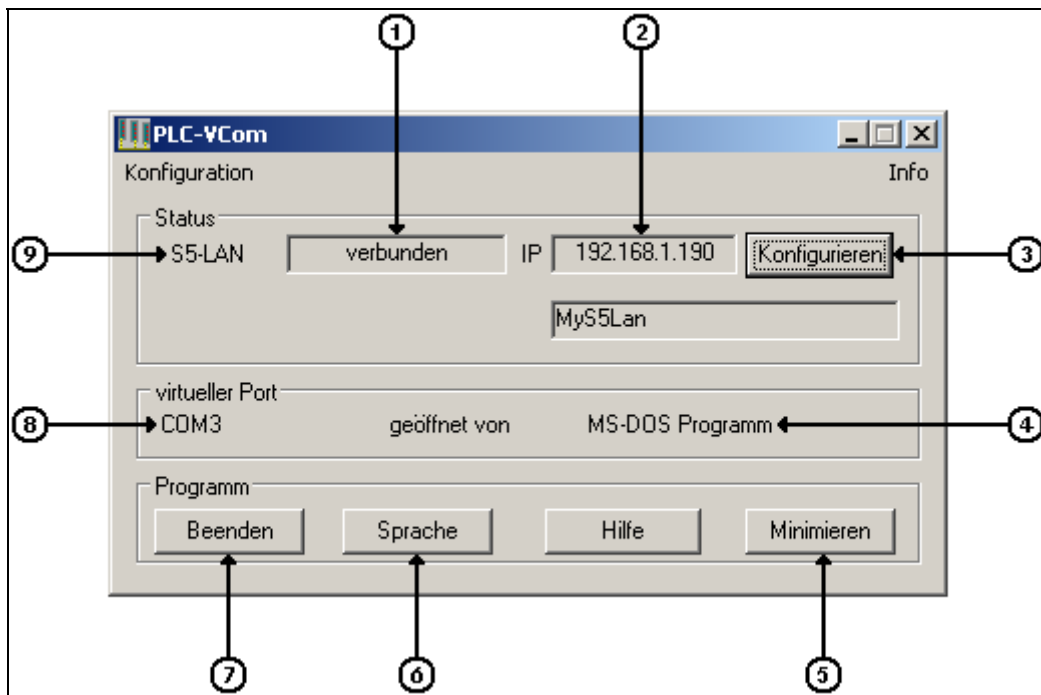 1 2
PLC-VCom
Konfiguration Info
Status
9 S5-LAN verbunden IP 192.168.1.190 Konfigurieren 3
MyS5Lan
virtueller Port
8 COM3 geöffnet von MS-DOS Programm 4
Programm
Beenden Sprache Hilfe Minimieren
7 6 5